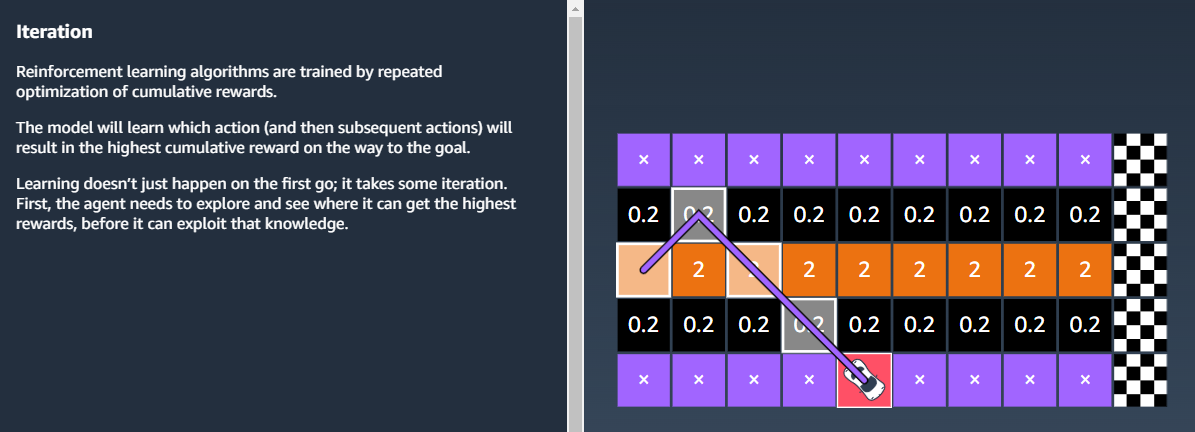 Iteration
Reinforcement learning algorithms are trained by repeated
optimization of cumulative rewards.
The model will learn which action (and then subsequent actions) will
result in the highest cumulative reward on the way to the goal.
Learning doesn’t just happen on the first go; it takes some iteration.
First, the agent needs to explore and see where it can get the highest
rewards, before it can exploit that knowledge.
× × × × × × × × ×
0.2 0.2 0.2 0.2 0.2 0.2 0.2 0.2 0.2
2 2 2 2 2 2 2 2
0.2 0.2 0.2 0.2 0.2 0.2 0.2 0.2 0.2
× × × × × × × ×